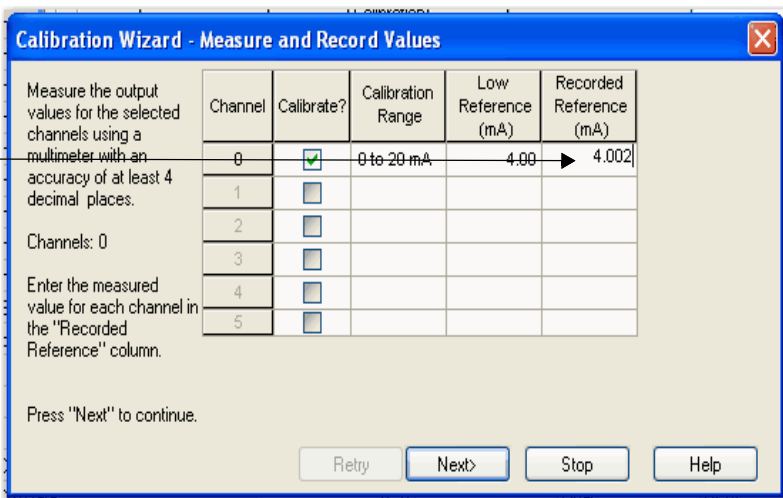 Calibration Wizard - Measure and Record Values
Measure the output
values for the selected
channels using a
multimeter with an
accuracy of at least 4
decimal places.
Channels: 0
Enter the measured
value for each channel in
the "Recorded
Reference" column.
Press "Next" to continue.
Channel Calibrate? Calibration Range Low Reference (mA) Recorded Reference (mA)
0 0 to 20 mA 4.00 4.002
1
2
3
4
5
Retry Next> Stop Help